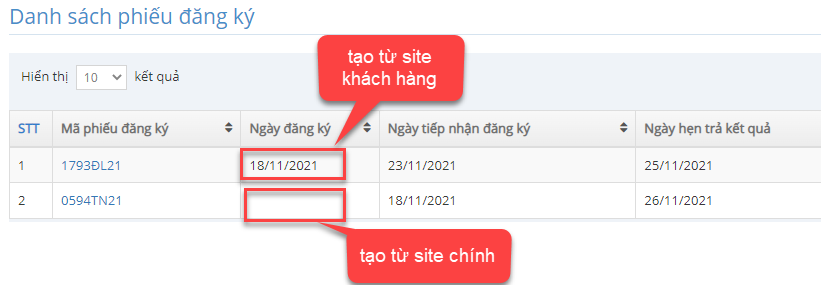 Danh sách phiếu đăng ký
tạo từ site
khách hàng
Hiển thị 10 kết quả
STT Mã phiếu đăng ký Ngày đăng ký Ngày tiếp nhận đăng ký Ngày hẹn trả kết quả
1 1793ĐL21 18/11/2021 23/11/2021 25/11/2021
2 0594TN21 18/11/2021 26/11/2021
tạo từ site chính